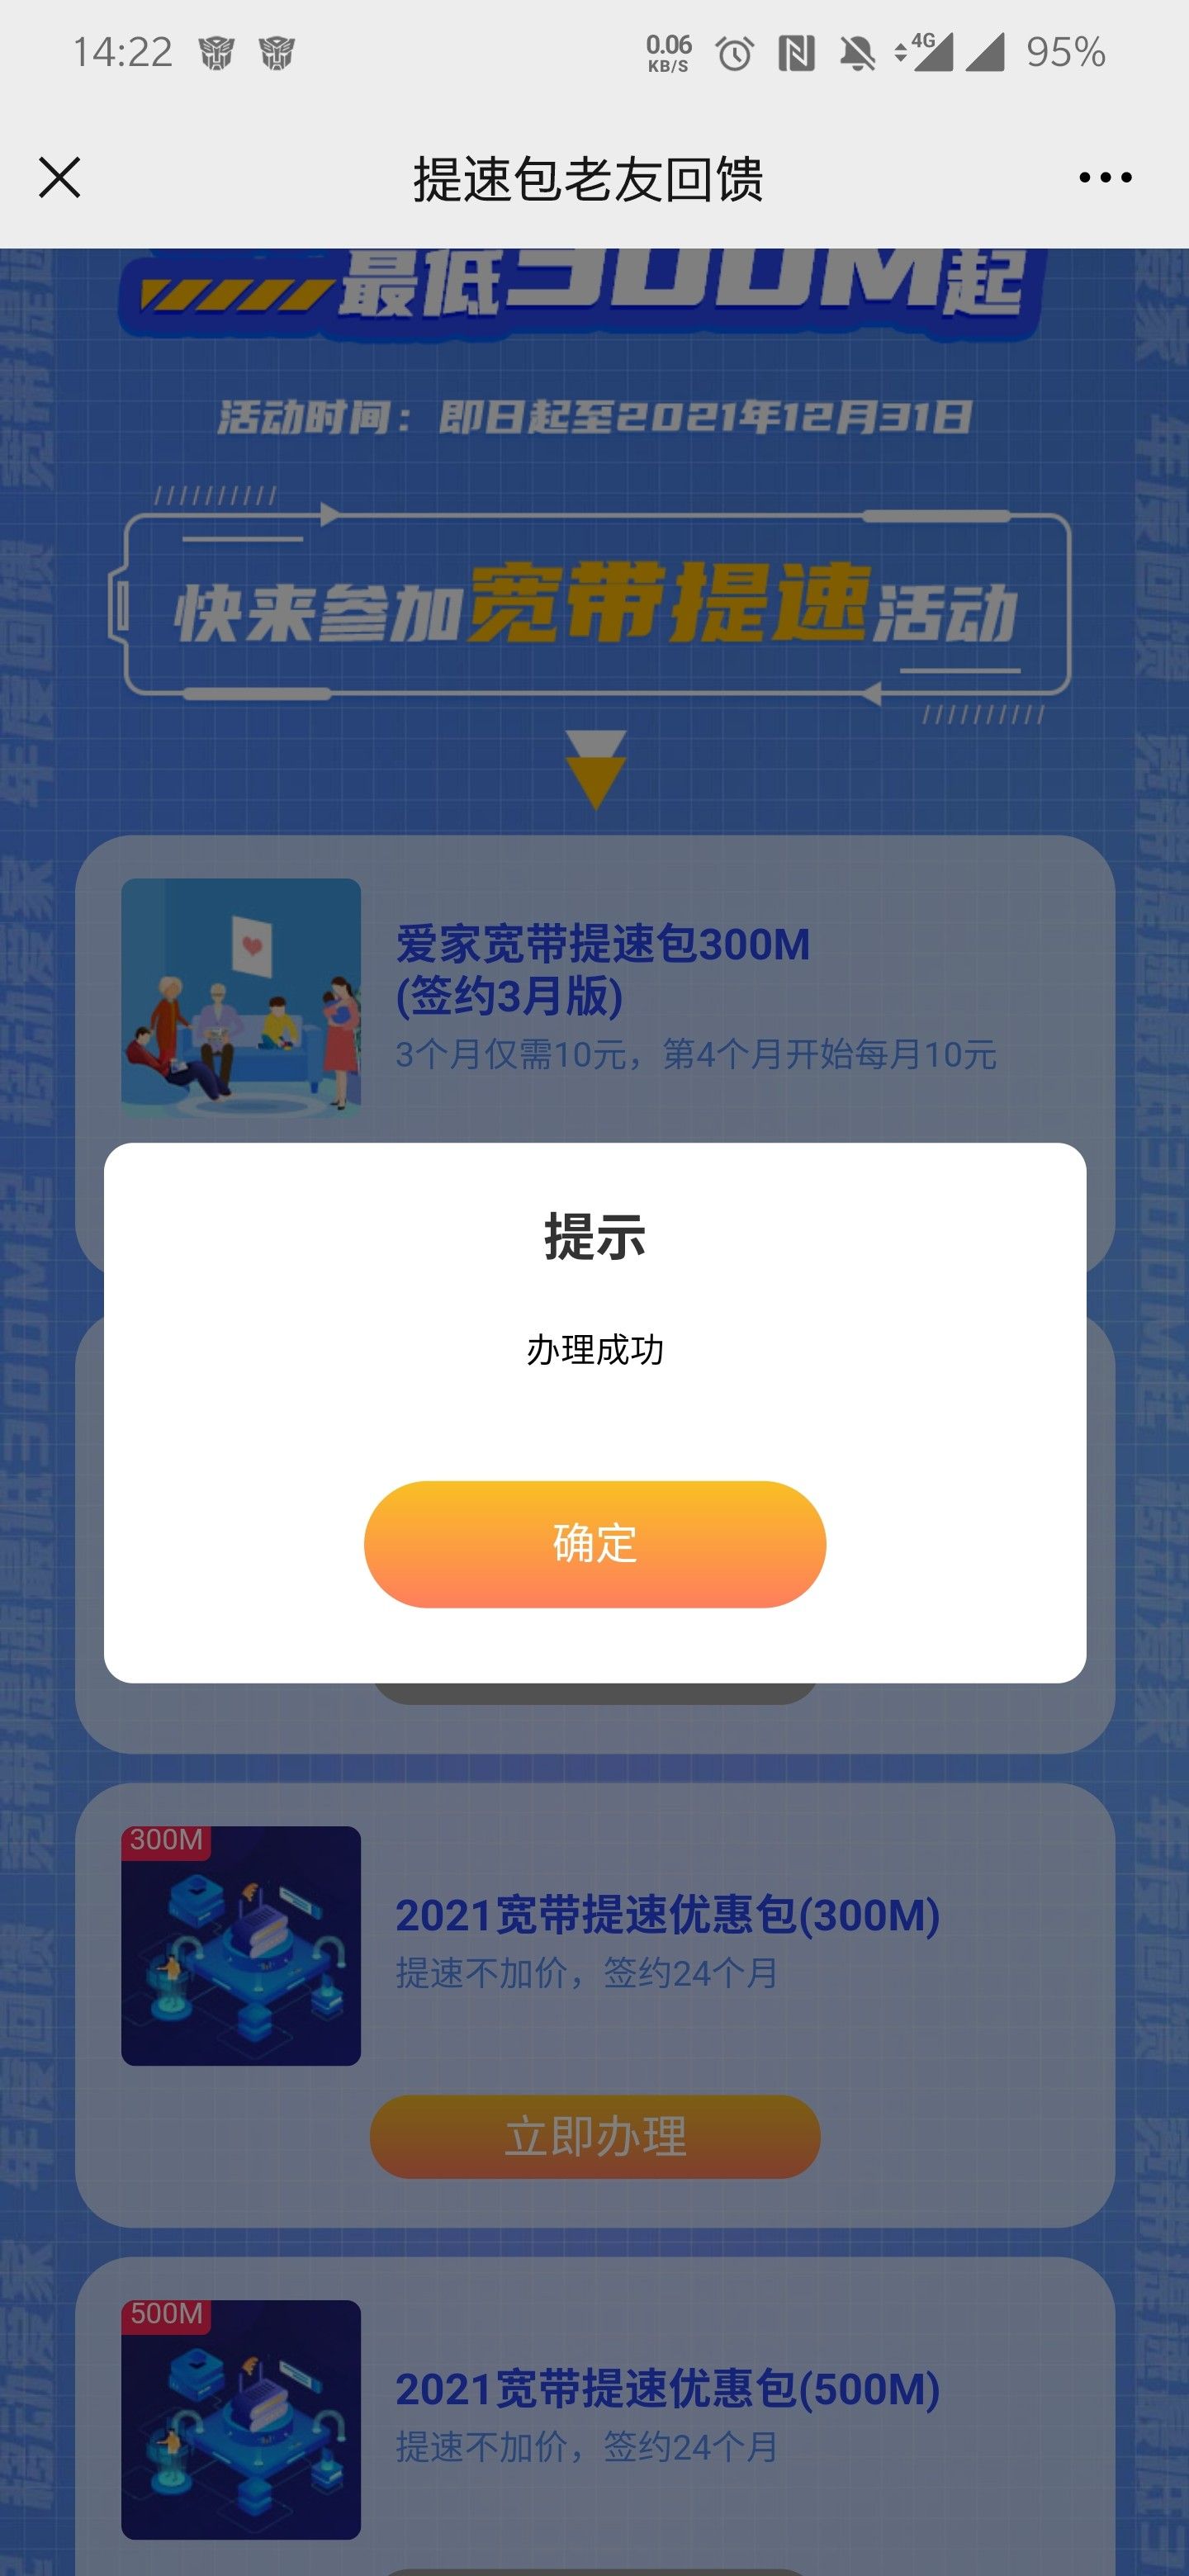 14:22
0.06
KB/S
4G
95%
提速包老友回馈
最低300M起
活动时间：即日起至2021年12月31日
快来参加宽带提速活动
爱家宽带提速包300M
(签约3月版)
3个月仅需10元，第4个月开始每月10元
提示
办理成功
确定
300M
2021宽带提速优惠包(300M)
提速不加价，签约24个月
立即办理
500M
2021宽带提速优惠包(500M)
提速不加价，签约24个月